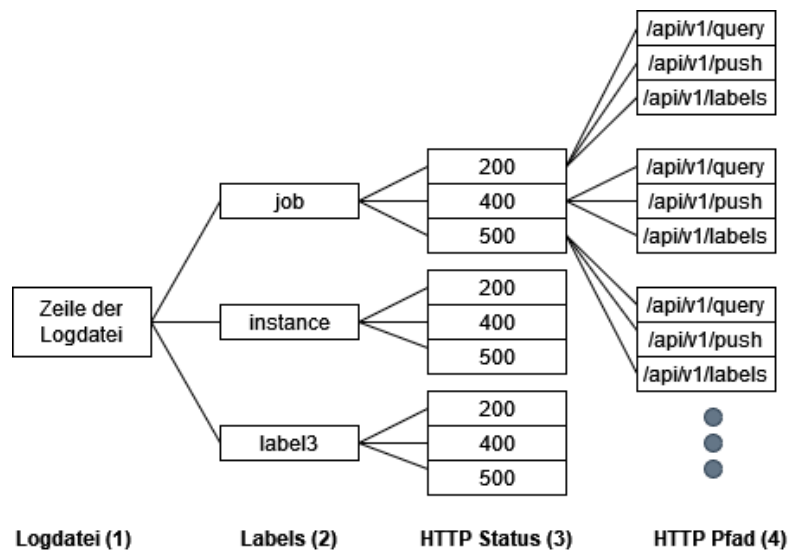 /api/v1/query
/api/v1/push
/api/v1/labels
200
400
500
/api/v1/query
/api/v1/push
/api/v1/labels
job
Zeile der
Logdatei
instance
200
400
500
/api/v1/query
/api/v1/push
/api/v1/labels
label3
200
400
500
Logdatei (1) Labels (2) HTTP Status (3) HTTP Pfad (4)